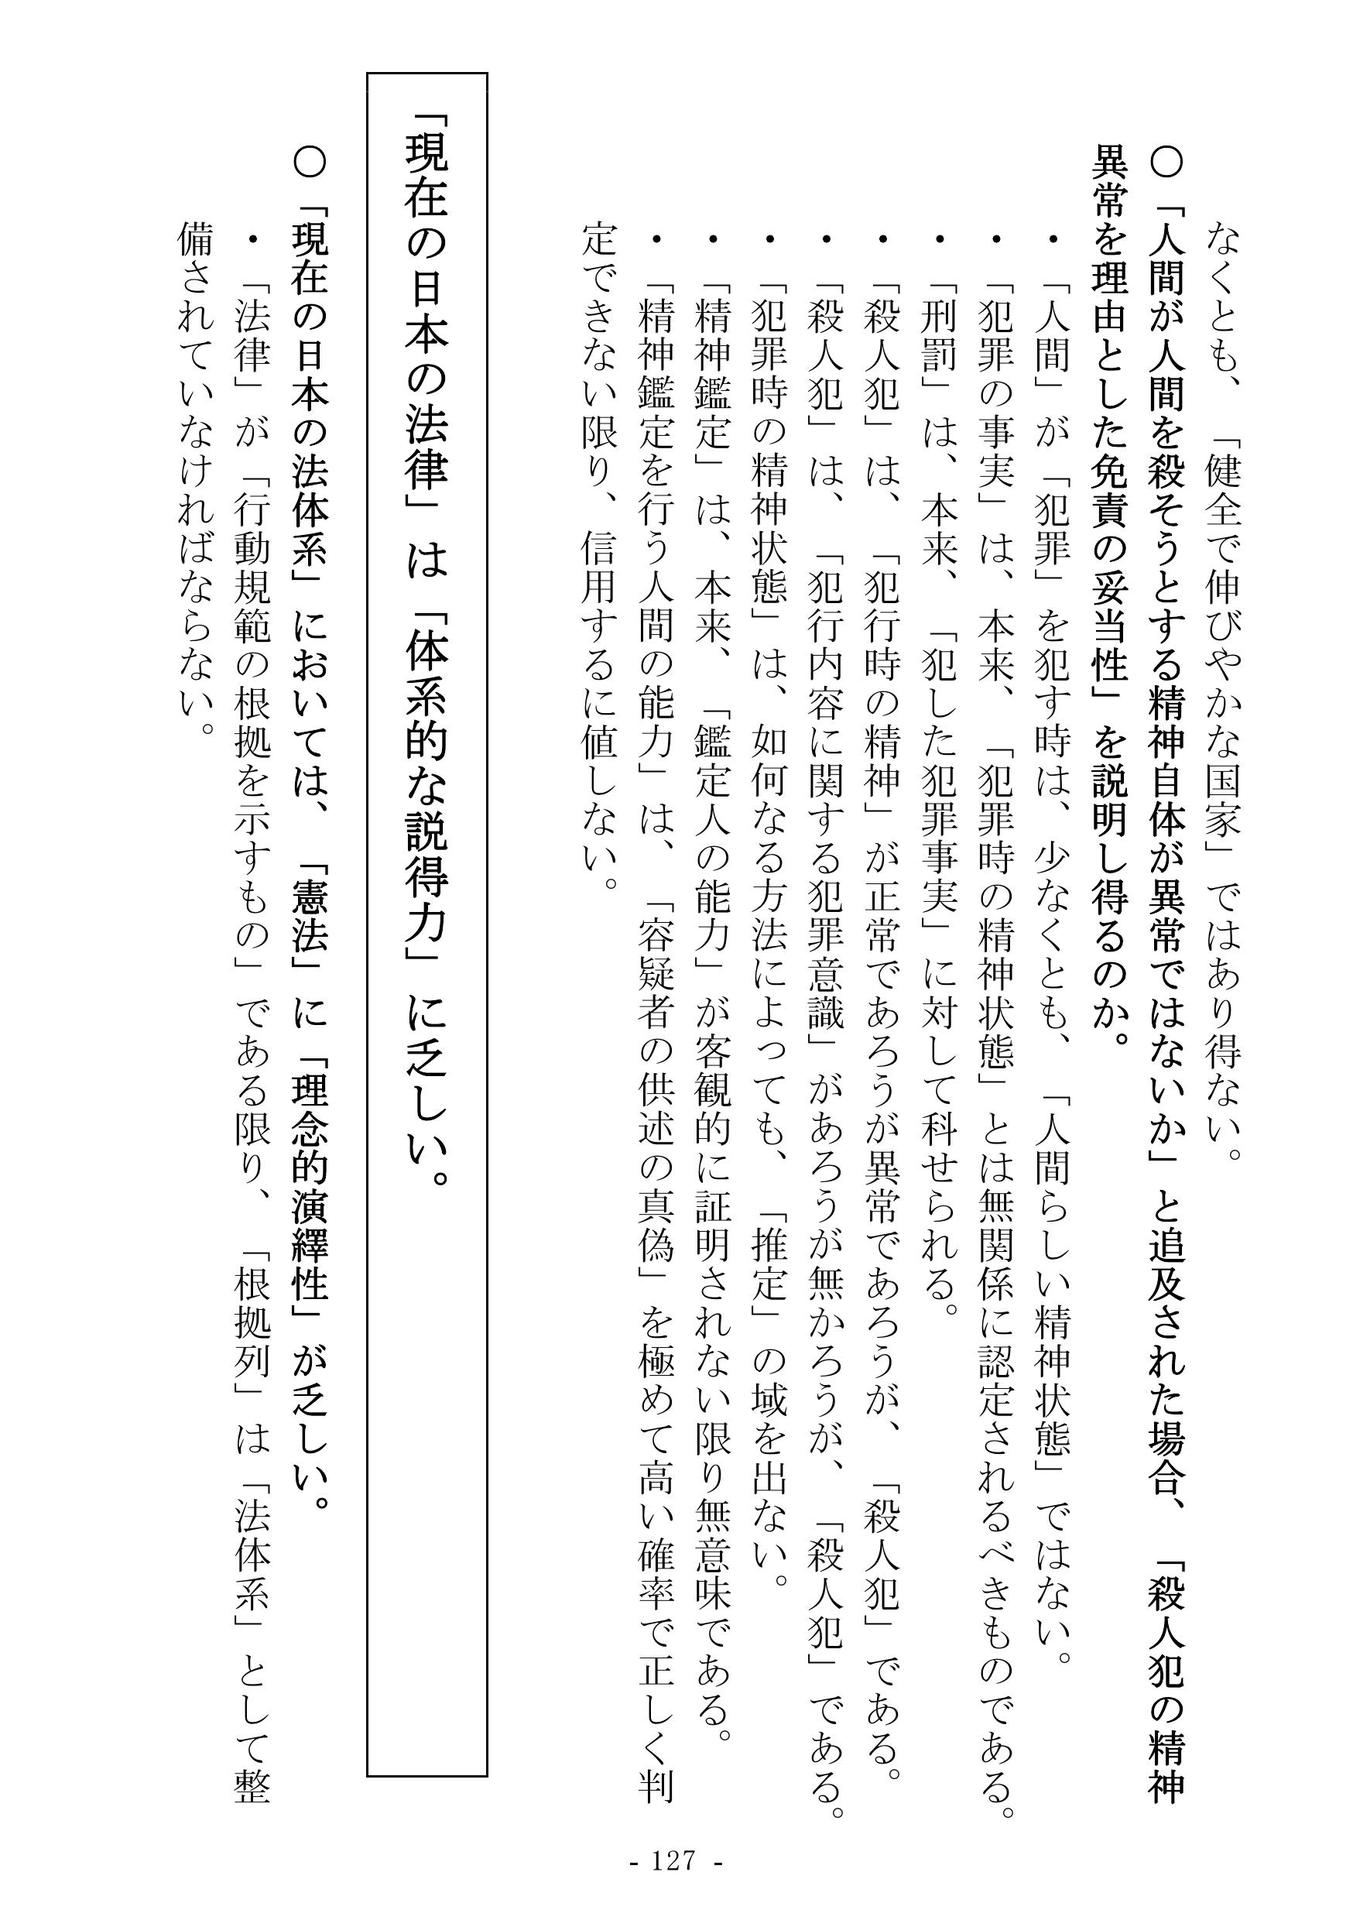 なくとも、「健全で伸びやかな国家」ではあり得ない。
○「人間が人間を殺そうとする精神自体が異常ではないか」と追及された場合、「殺人犯の精神
異常を理由とした免責の妥当性」を説明し得るのか。
・「人間」が「犯罪」を犯す時は、少なくとも、「人間らしい精神状態」ではない。
・「犯罪の事実」は、本来、「犯罪時の精神状態」とは無関係に認定されるべきものである。
・「刑罰」は、本来、「犯した犯罪事実」に対して科せられる。
・「殺人犯」は、「犯行時の精神」が正常であろうが異常であろうが、「殺人犯」である。
・「殺人犯」は、「犯行内容に関する犯罪意識」があろうが無かろうが、「殺人犯」である。
・「犯罪時の精神状態」は、如何なる方法によっても、「推定」の域を出ない。
・「精神鑑定」は、本来、「鑑定人の能力」が客観的に証明されない限り無意味である。
・「精神鑑定を行う人間の能力」は、「容疑者の供述の真偽」を極めて高い確率で正しく判
定できない限り、信用するに値しない。
「現在の日本の法律」は「体系的な説得力」に乏しい。
○「現在の日本の法体系」においては、「憲法」に「理念的演繹性」が乏しい。
・「法律」が「行動規範の根拠を示すもの」である限り、「根拠列」は「法体系」として整
備されていなければならない。
- 127 -